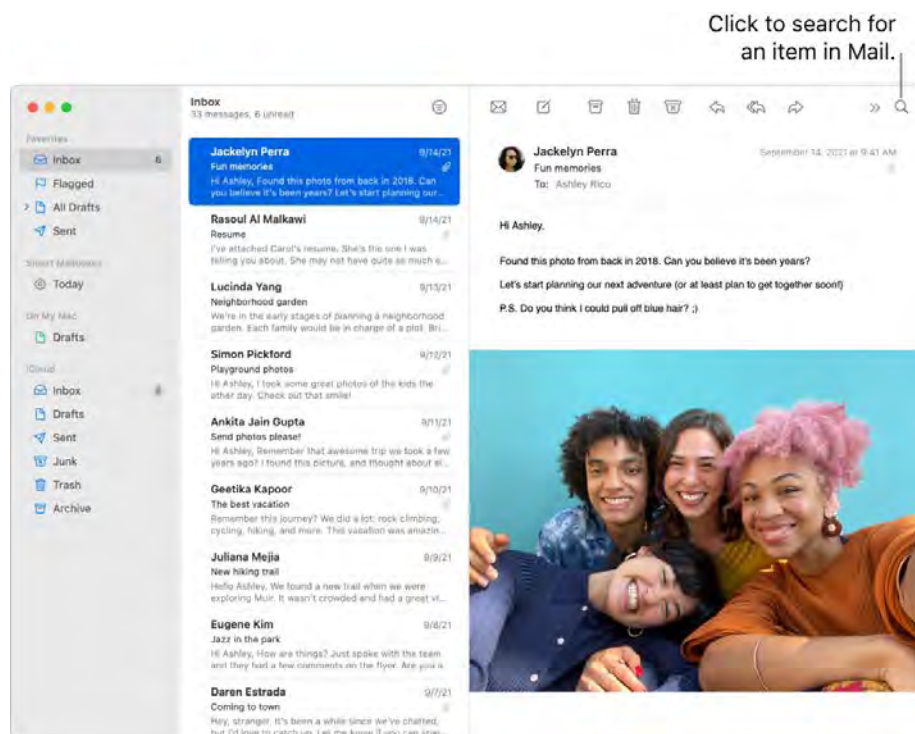 Click to search for
an item in Mail.
Inbox
33 messages, 6 unread
Favorites
Inbox 6
Flagged
All Drafts
Sent
Smart Mailboxes
Today
On My Mac
Drafts
iCloud
Inbox 6
Drafts
Sent
Junk
Trash
Archive
Jackelyn Perra 9/14/21
Fun memories
Hi Ashley, Found this photo from back in 2018. Can
you believe it's been years? Let's start planning our...
Rasoul Al Malkawi 9/14/21
Resume
I've attached Carol's resume. She's the one I was
telling you about. She may not have quite so much e...
Lucinda Yang 9/13/21
Neighborhood garden
We're in the early stages of planning a neighborhood
garden. Each family would be in charge of a plot. Bri...
Simon Pickford 9/12/21
Playground photos
Hi Ashley, I took some great photos of the kids the
other day. Check out that smile!
Ankita Jain Gupta 9/11/21
Send photos please!
Hi Ashley, Remember that awesome trip we took a few
years ago? I found this picture, and thought about al...
Geetika Kapoor 9/10/21
The best vacation
Remember this journey? We did a lot: rock climbing,
cycling, hiking, and more. This vacation was amazin...
Juliana Mejia 9/9/21
New hiking trail
Hello Ashley, We found a new trail when we were
exploring Muir. It wasn't crowded and had a great vi...
Eugene Kim 9/8/21
Jazz in the park
Hi Ashley, How are things? Just spoke with the team
and they had a few comments on the flyer. Are you a
Daren Estrada 9/7/21
Coming to town
Hey, stranger. It's been a while since we've chatted,
but I'd love to catch up. Let me know if you can
Jackelyn Perra September 14, 2021 at 9:41 AM
Fun memories
To: Ashley Rico
Hi Ashley,
Found this photo from back in 2018. Can you believe it's been years?
Let's start planning our next adventure (or at least plan to get together soon!)
P.S. Do you think I could pull off blue hair? ;)